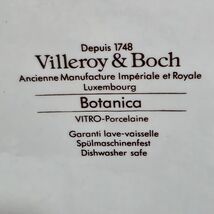 Depuis 1748
Villeroy & Boch
Ancienne Manufacture Impériale et Royale
Luxembourg
Botanica
VITRO-Porcelaine
Garanti lave-vaisselle
Spülmaschinenfest
Dishwasher safe